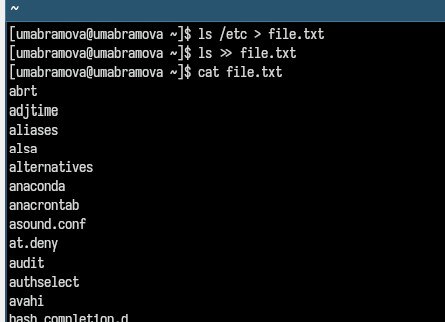 ~
[umabramova@umabramova ~]$ ls /etc > file.txt
[umabramova@umabramova ~]$ ls >> file.txt
[umabramova@umabramova ~]$ cat file.txt
abrt
adjtime
aliases
alsa
alternatives
anaconda
anacrontab
asound.conf
at.deny
audit
authselect
avahi
bash_completion.d